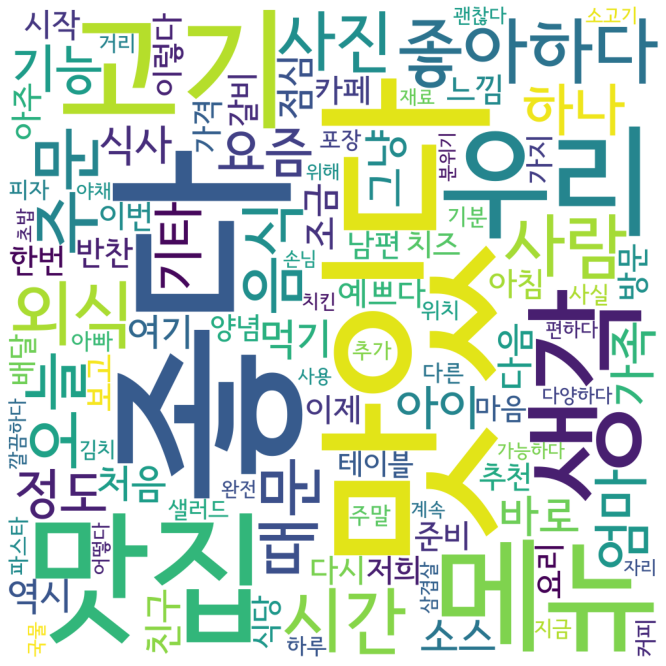 시작
거리
이렇다
고기
사진
괜찮다
소고기
좋아하다
기능
아주
갈비
점심
카페
느낌
재료
하나
주문
식사
가격
요즘
포장
그냥
분위기
가지
우리
피자
야채
초밥
이번
기타
좋다
음식
위해
조금
맛있다
기분
사람
방문
한번
반찬
손님
남편
치즈
아침
사실
외식
아빠
여기
양념
먹기
치킨
예쁘다
위치
편하다
생각
배달
보고
오늘
추가
다른
다음
가족
다양하다
깔끔하다
김치
사용
이제
아이
마음
정도
처음
때문
테이블
추천
가능하다
엄마
샐러드
완전
주말
계속
바로
파스타
어떻다
맛집
준비
메뉴
요리
역시
친구
식당
다시
저희
삼겹살
자리
국물
하루
시간
소스
지금
커피